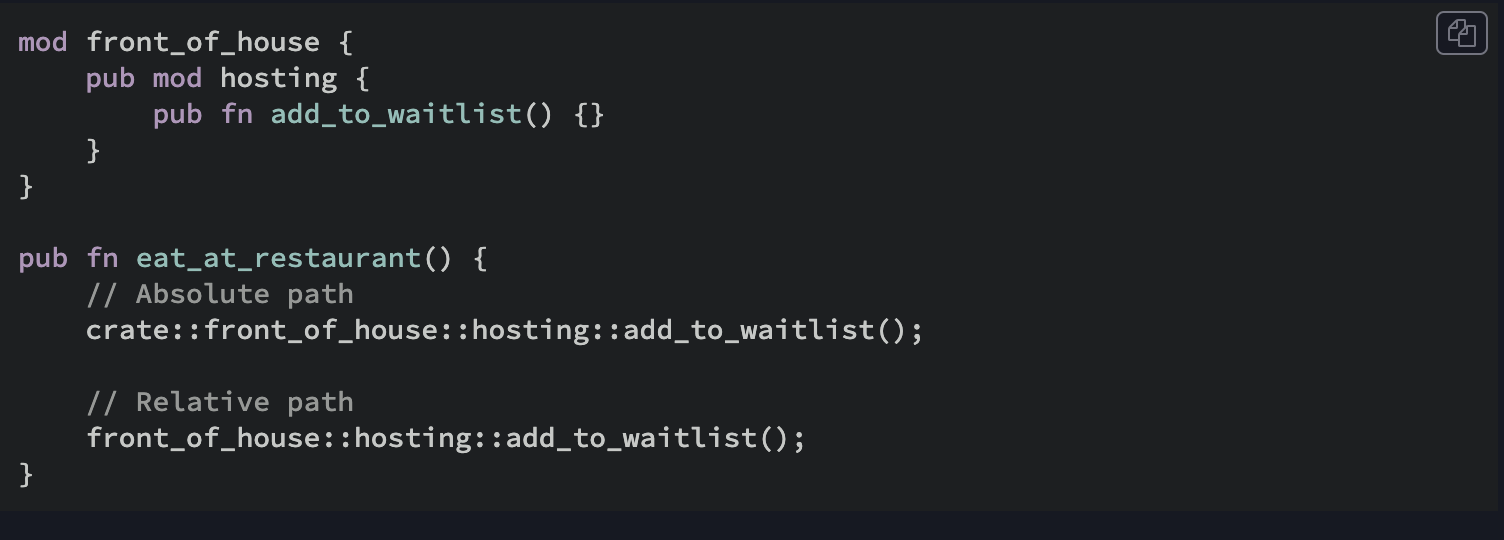 mod front_of_house {
    pub mod hosting {
        pub fn add_to_waitlist() {}
    }
}

pub fn eat_at_restaurant() {
    // Absolute path
    crate::front_of_house::hosting::add_to_waitlist();

    // Relative path
    front_of_house::hosting::add_to_waitlist();
}